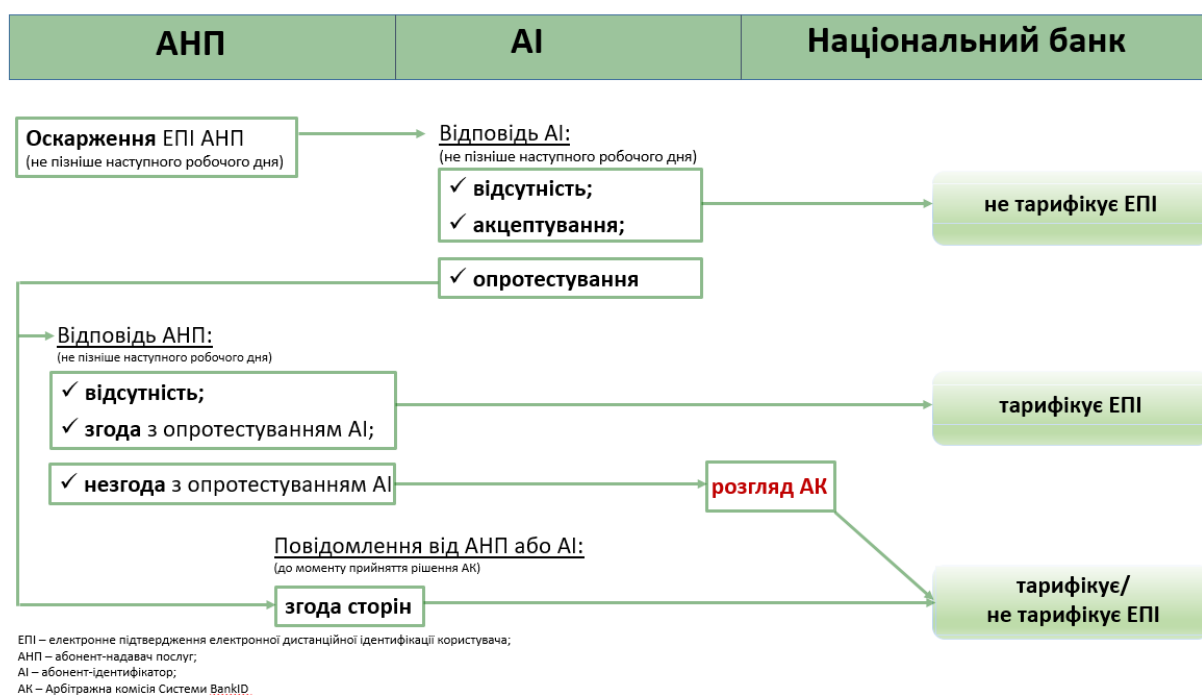 АНП
АІ
Національний банк
Оскарження ЕПІ АНП
(не пізніше наступного робочого дня)
Відповідь АІ:
(не пізніше наступного робочого дня)
✓ відсутність;
✓ акцептування;
не тарифікує ЕПІ
✓ опротестування
Відповідь АНП:
(не пізніше наступного робочого дня)
✓ відсутність;
✓ згода з опротестуванням АІ;
тарифікує ЕПІ
✓ незгода з опротестуванням АІ
розгляд АК
Повідомлення від АНП або АІ:
(до моменту прийняття рішення АК)
згода сторін
тарифікує/
не тарифікує ЕПІ
ЕПІ – електронне підтвердження електронної дистанційної ідентифікації користувача;
АНП – абонент-надавач послуг;
АІ – абонент-ідентифікатор;
АК – Арбітражна комісія Системи BankID